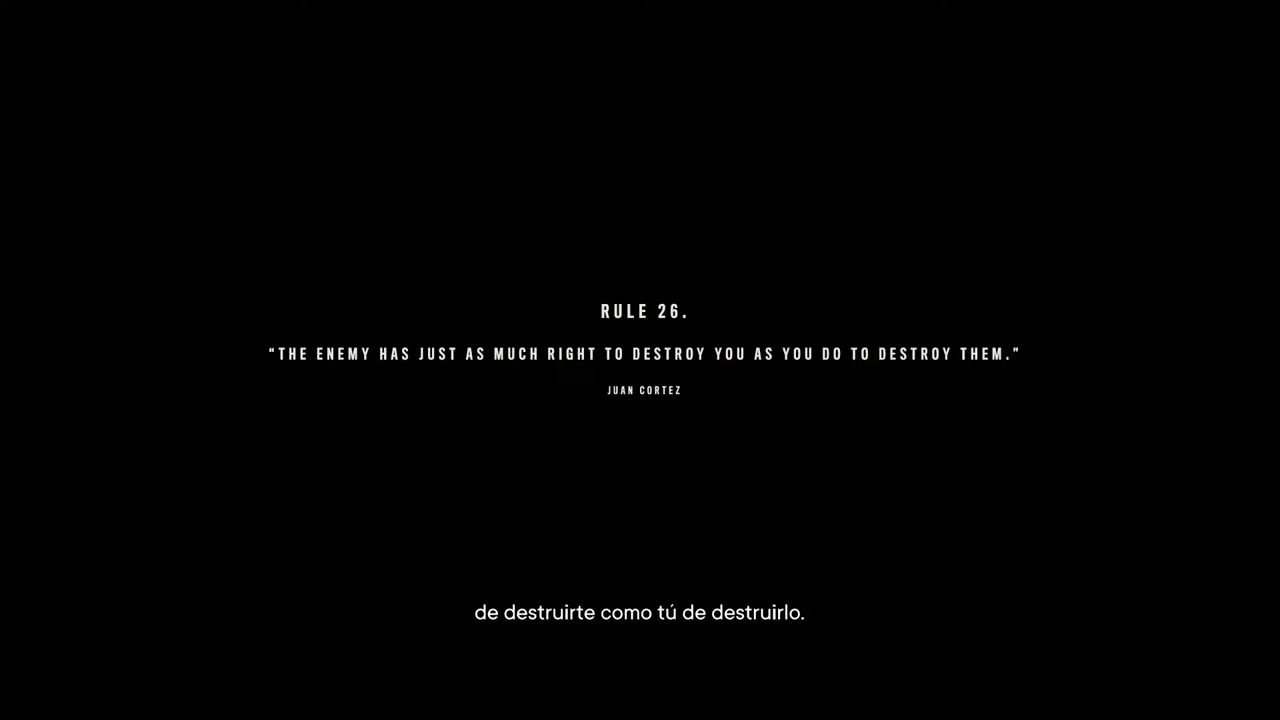 RULE 26.
“THE ENEMY HAS JUST AS MUCH RIGHT TO DESTROY YOU AS YOU DO TO DESTROY THEM.”
JUAN CORTEZ
de destruirte como tú de destruirlo.